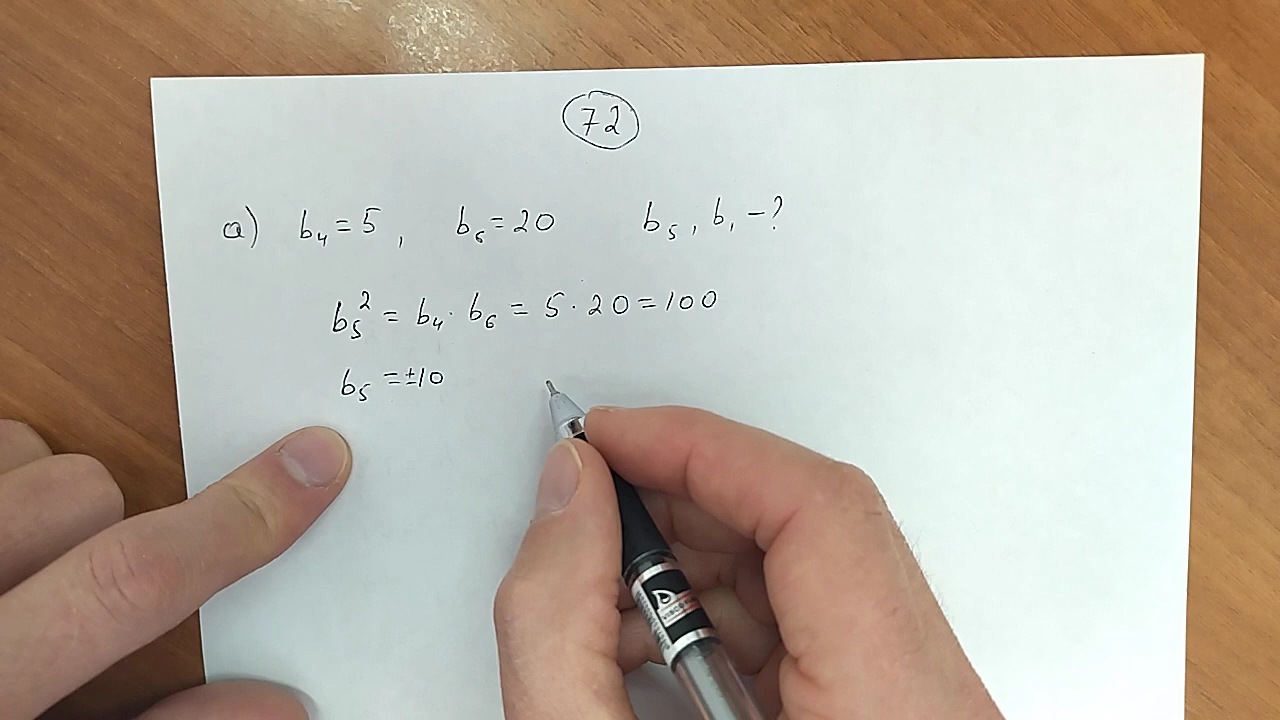 72
a) b₄ = 5, b₆ = 20 b₅, b₁ - ?
b₅² = b₄ · b₆ = 5 · 20 = 100
b₅ = ±10